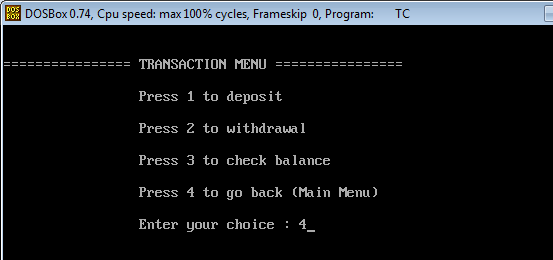 DOS
BOX
DOSBox 0.74, Cpu speed: max 100% cycles, Frameskip 0, Program: TC
================ TRANSACTION MENU ================
Press 1 to deposit
Press 2 to withdrawal
Press 3 to check balance
Press 4 to go back (Main Menu)
Enter your choice : 4_